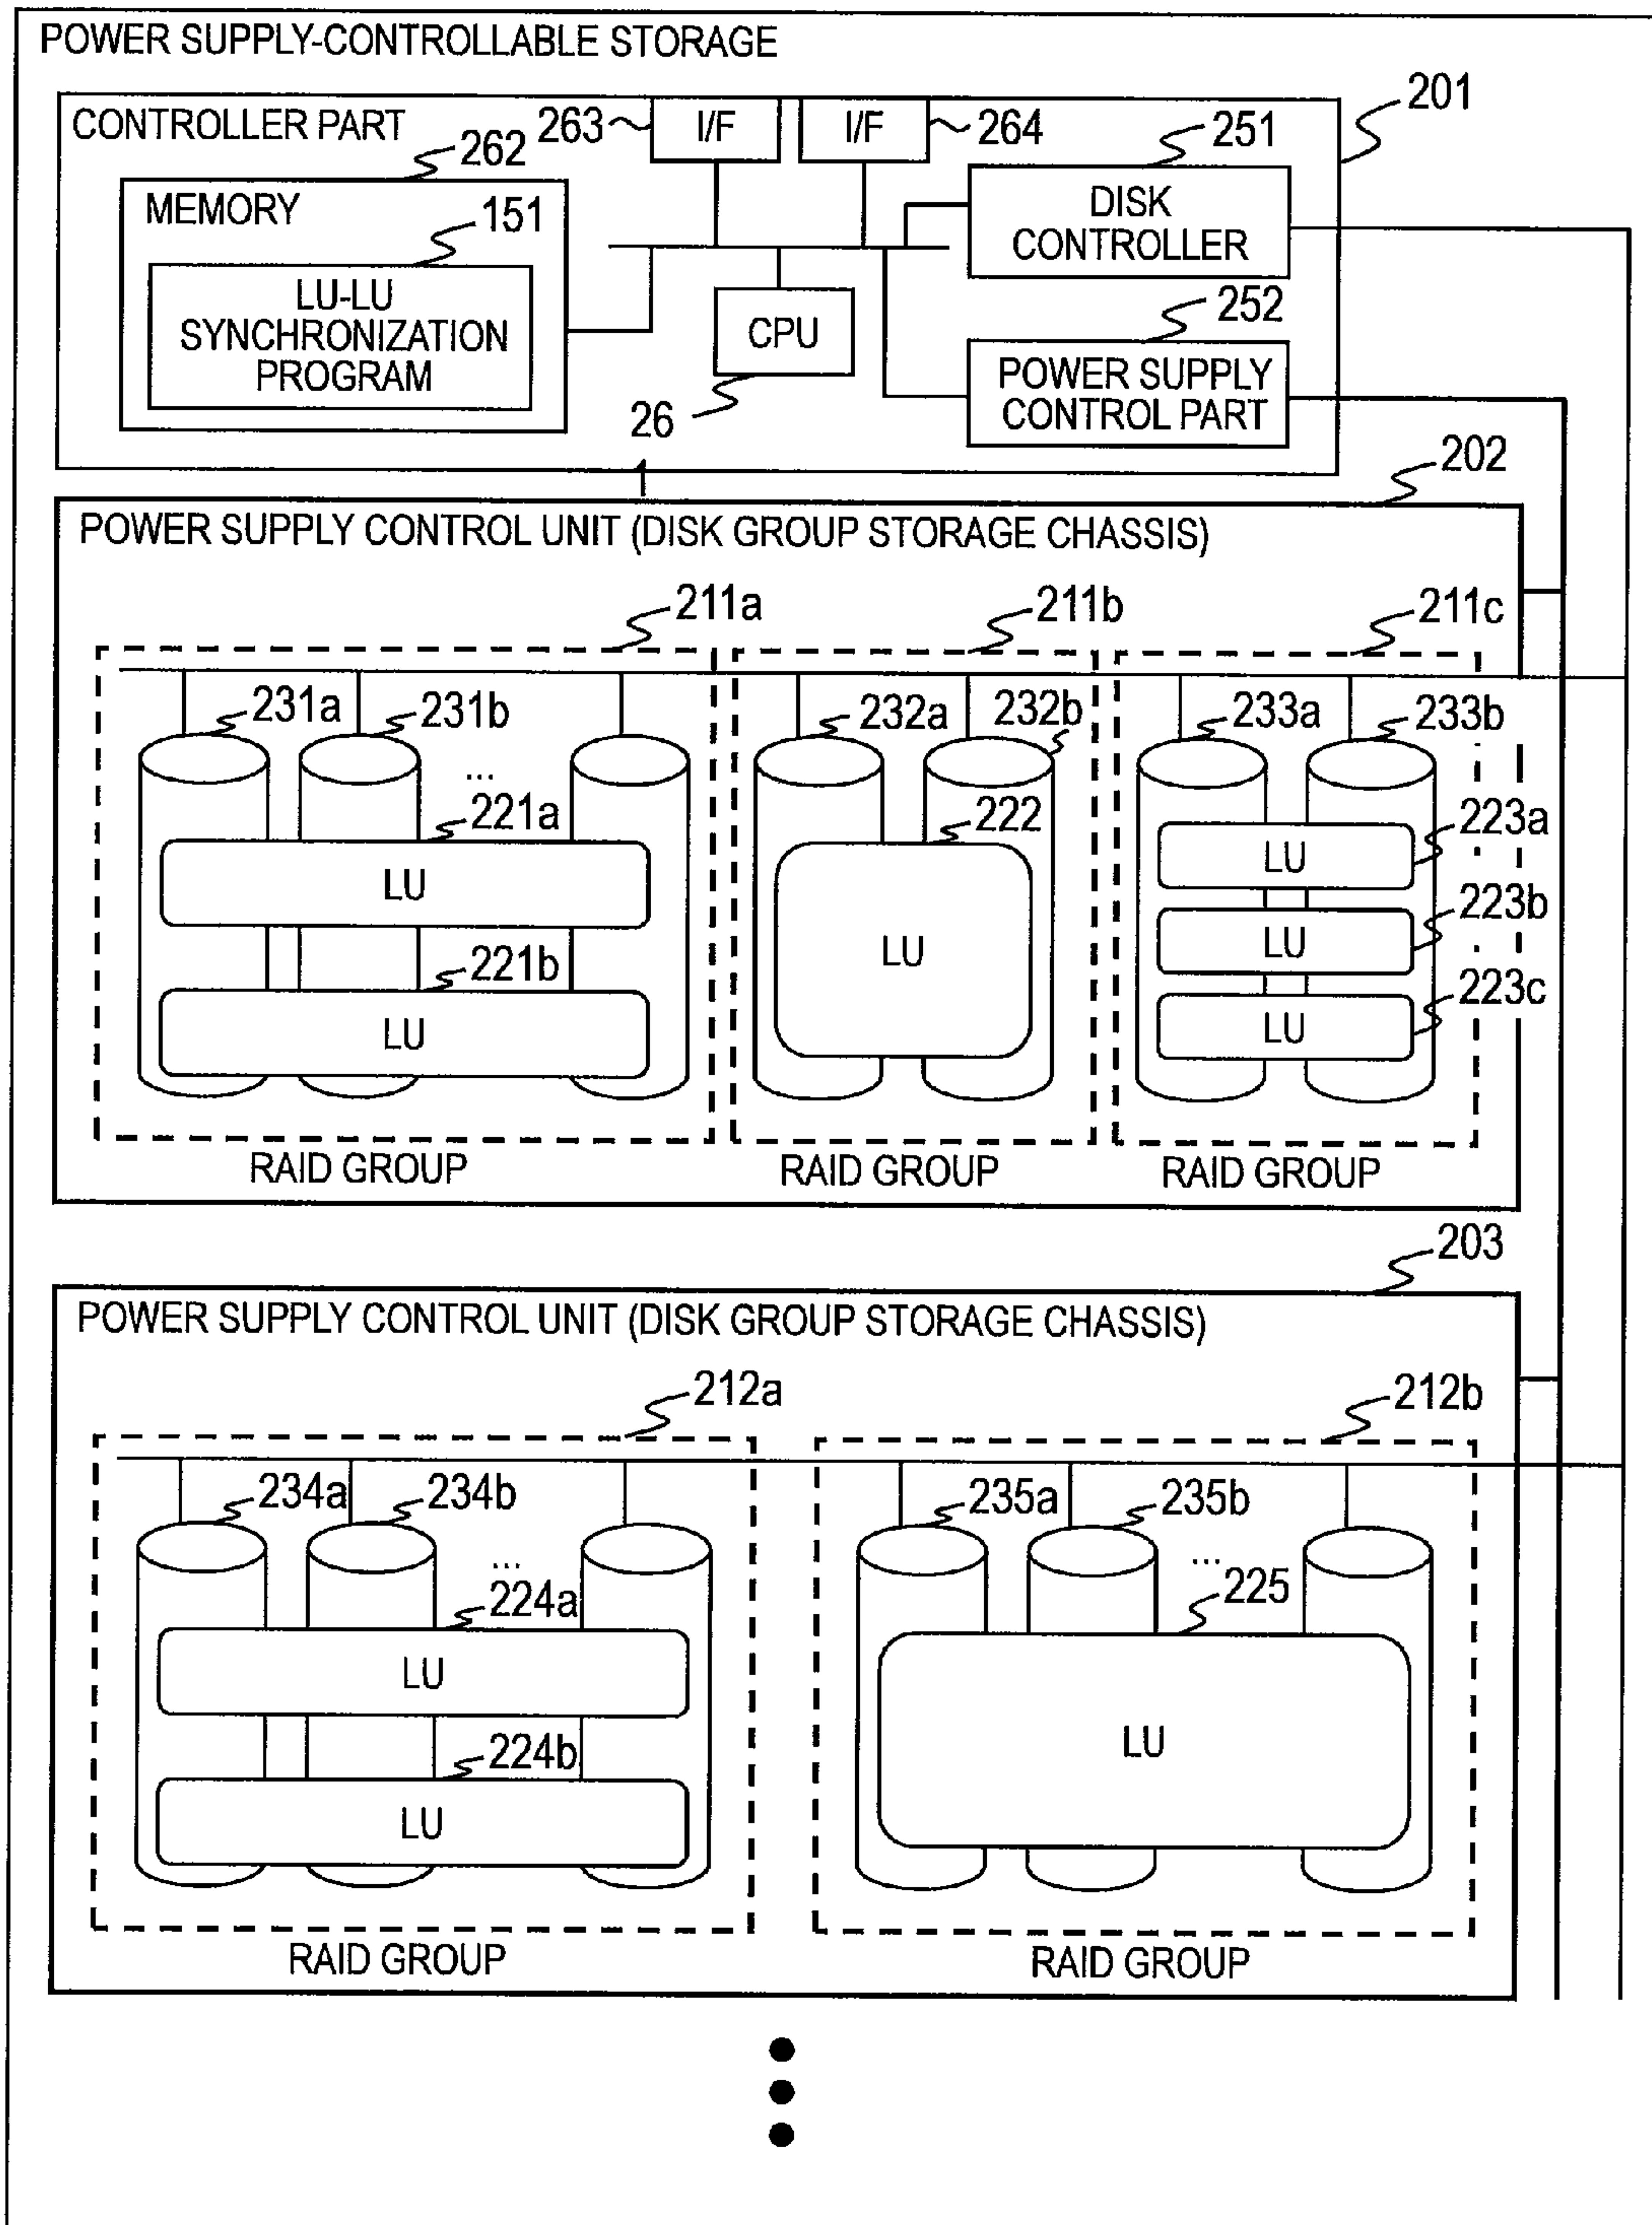 POWER SUPPLY-CONTROLLABLE STORAGE
CONTROLLER PART
263
I/F
I/F
264
251
201
262
MEMORY
151
LU-LU
SYNCHRONIZATION
PROGRAM
CPU
26
DISK
CONTROLLER
252
POWER SUPPLY
CONTROL PART
1
202
POWER SUPPLY CONTROL UNIT (DISK GROUP STORAGE CHASSIS)
211a
211b
211c
231a
231b
232a
232b
233a
233b
...
221a
222
223a
LU
LU
LU
223b
LU
221b
223c
LU
LU
RAID GROUP
RAID GROUP
RAID GROUP
203
POWER SUPPLY CONTROL UNIT (DISK GROUP STORAGE CHASSIS)
212a
212b
234a
234b
235a
235b
...
...
224a
225
LU
LU
224b
LU
RAID GROUP
RAID GROUP